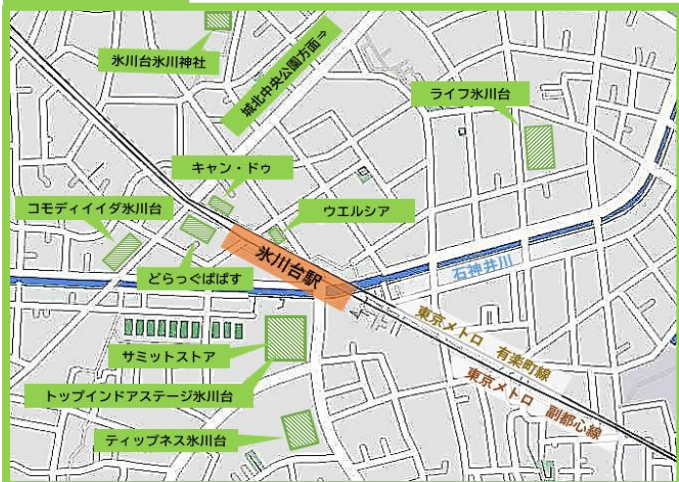 氷川台氷川神社
城北中央公園方面⇒
ライフ氷川台
キャン・ドゥ
コモディイイダ氷川台
ウエルシア
どらっぐぱぱす
氷川台駅
石神井川
サミットストア
東京メトロ 有楽町線
トップインドアステージ氷川台
東京メトロ 副都心線
ティップネス氷川台